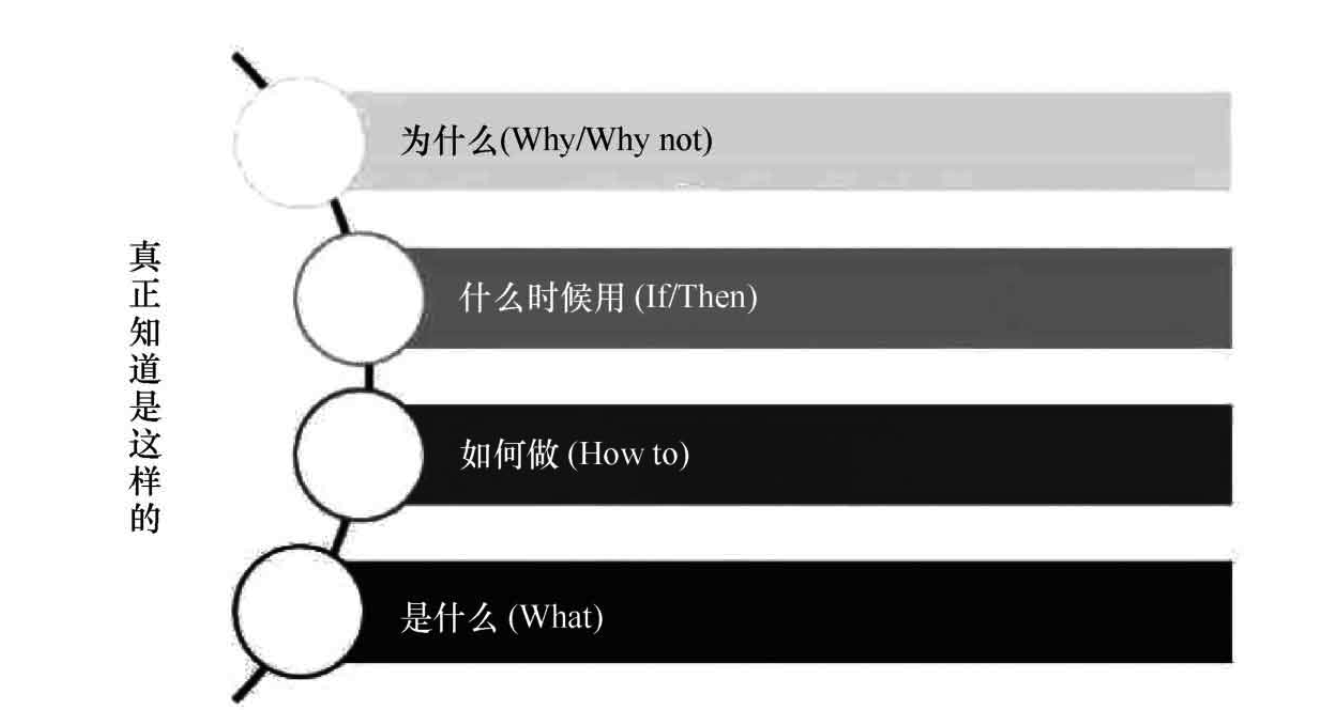 真正知道是这样的
为什么(Why/Why not)
什么时候用 (If/Then)
如何做 (How to)
是什么 (What)